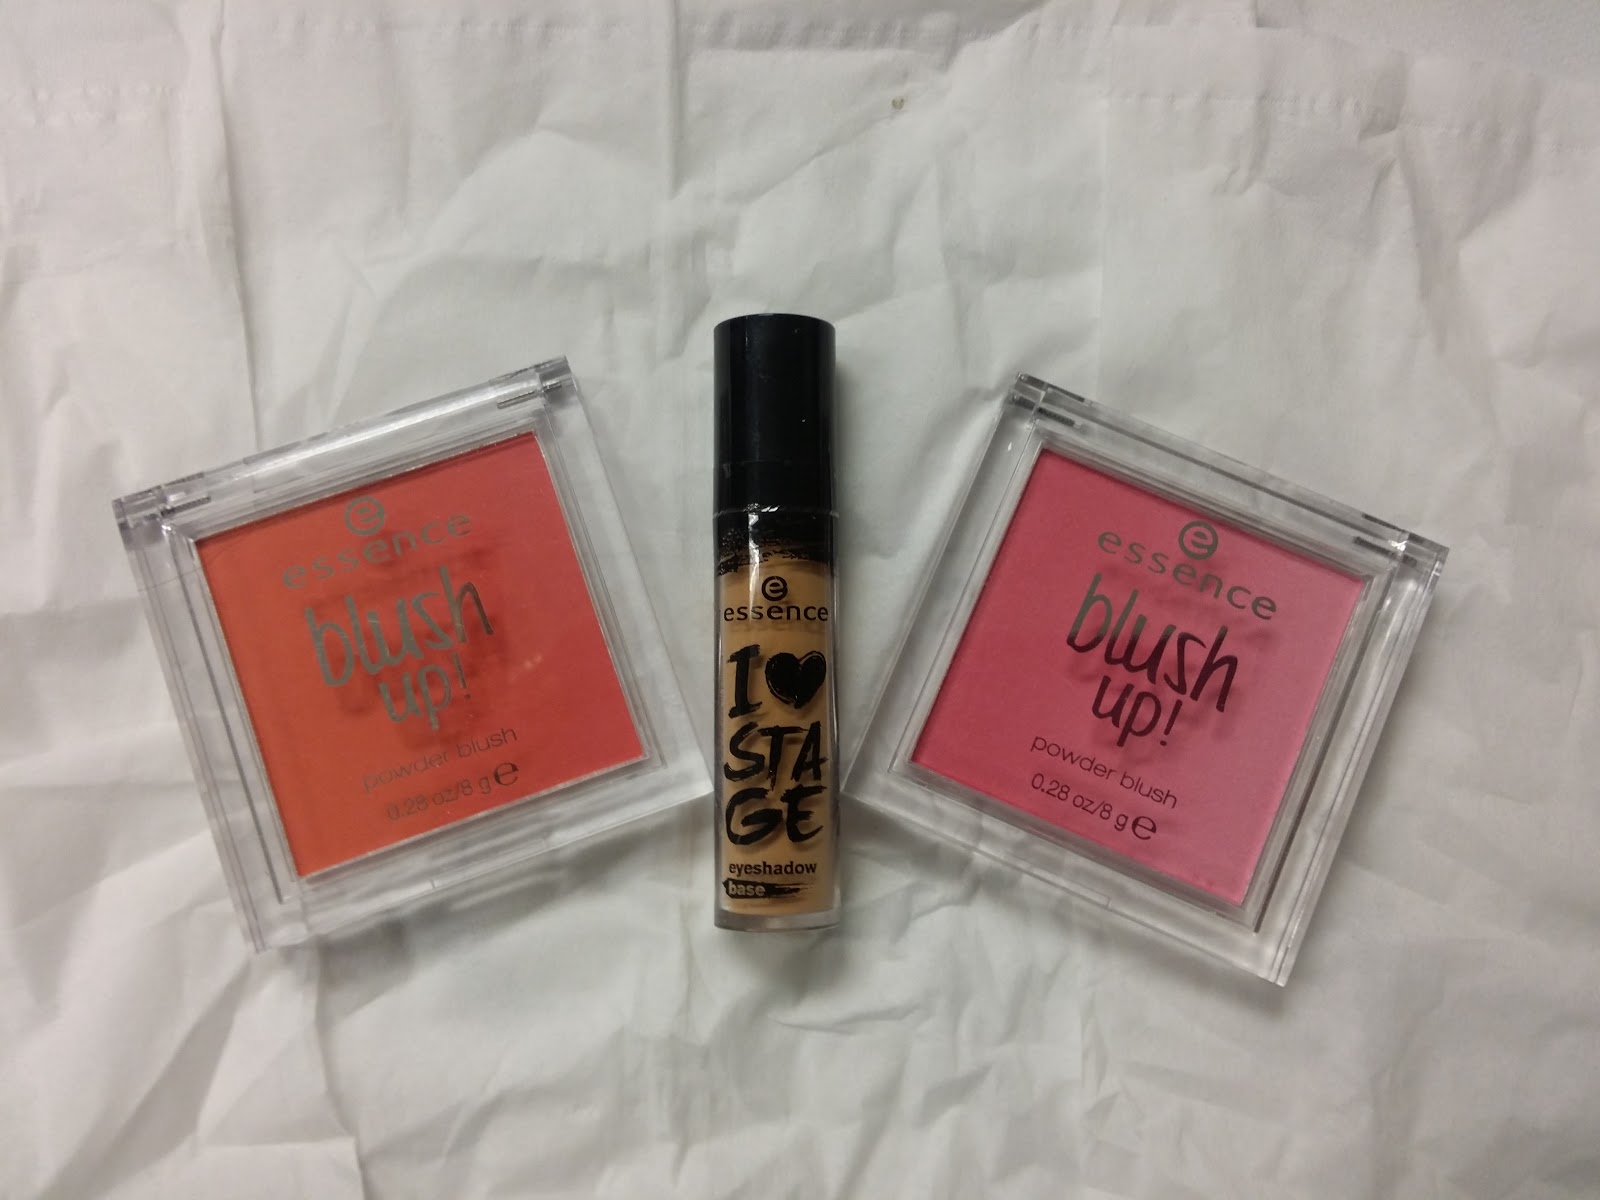 e
essence
blush
up!
powder blush
0.28 oz/8 g ℮
e
essence
I ♥
STA
GE
eyeshadow
base
e
essence
blush
up!
powder blush
0.28 oz/8 g ℮